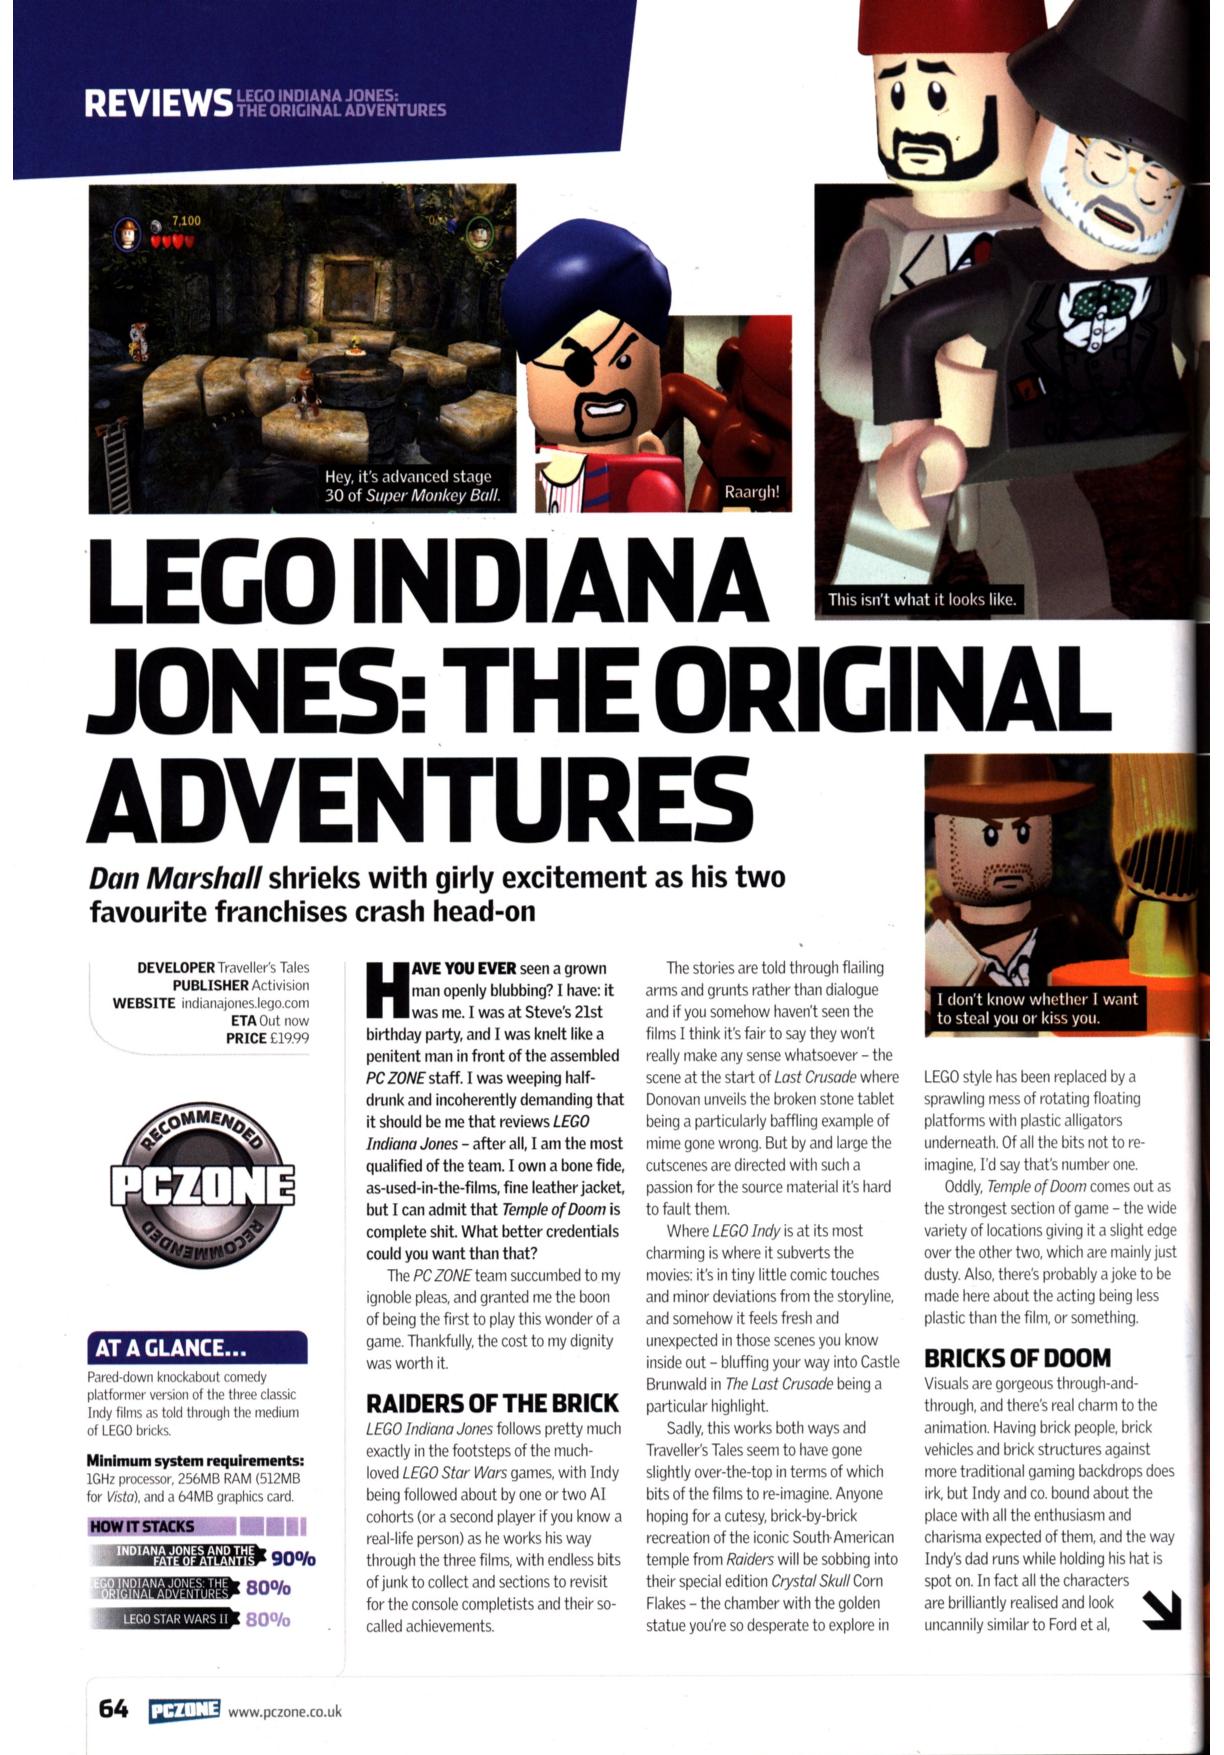 REVIEWS LEGO INDIANA JONES:
THE ORIGINAL ADVENTURES
7,100
Hey, it's advanced stage
30 of Super Monkey Ball.
Raargh!
This isn't what it looks like.
LEGO INDIANA
JONES: THE ORIGINAL
ADVENTURES
Dan Marshall shrieks with girly excitement as his two
favourite franchises crash head-on
I don't know whether I want
to steal you or kiss you.
DEVELOPER Traveller's Tales
PUBLISHER Activision
WEBSITE indianajones.lego.com
ETA Out now
PRICE £19.99
RECOMMENDED
PCZONE
RECOMMENDED
AT A GLANCE...
Pared-down knockabout comedy
platformer version of the three classic
Indy films as told through the medium
of LEGO bricks.
Minimum system requirements:
1GHz processor, 256MB RAM (512MB
for Vista), and a 64MB graphics card.
HOW IT STACKS
INDIANA JONES AND THE
FATE OF ATLANTIS 90%
LEGO INDIANA JONES: THE
ORIGINAL ADVENTURES 80%
LEGO STAR WARS II 80%
HAVE YOU EVER seen a grown
man openly blubbing? I have: it
was me. I was at Steve's 21st
birthday party, and I was knelt like a
penitent man in front of the assembled
PC ZONE staff. I was weeping half-
drunk and incoherently demanding that
it should be me that reviews LEGO
Indiana Jones – after all, I am the most
qualified of the team. I own a bone fide,
as-used-in-the-films, fine leather jacket,
but I can admit that Temple of Doom is
complete shit. What better credentials
could you want than that?
The PC ZONE team succumbed to my
ignoble pleas, and granted me the boon
of being the first to play this wonder of a
game. Thankfully, the cost to my dignity
was worth it.
RAIDERS OF THE BRICK
LEGO Indiana Jones follows pretty much
exactly in the footsteps of the much-
loved LEGO Star Wars games, with Indy
being followed about by one or two AI
cohorts (or a second player if you know a
real-life person) as he works his way
through the three films, with endless bits
of junk to collect and sections to revisit
for the console completists and their so-
called achievements.
The stories are told through flailing
arms and grunts rather than dialogue
and if you somehow haven't seen the
films I think it's fair to say they won't
really make any sense whatsoever – the
scene at the start of Last Crusade where
Donovan unveils the broken stone tablet
being a particularly baffling example of
mime gone wrong. But by and large the
cutscenes are directed with such a
passion for the source material it's hard
to fault them.
Where LEGO Indy is at its most
charming is where it subverts the
movies: it's in tiny little comic touches
and minor deviations from the storyline,
and somehow it feels fresh and
unexpected in those scenes you know
inside out – bluffing your way into Castle
Brunwald in The Last Crusade being a
particular highlight.
Sadly, this works both ways and
Traveller's Tales seem to have gone
slightly over-the-top in terms of which
bits of the films to re-imagine. Anyone
hoping for a cutesy, brick-by-brick
recreation of the iconic South-American
temple from Raiders will be sobbing into
their special edition Crystal Skull Corn
Flakes – the chamber with the golden
statue you're so desperate to explore in
LEGO style has been replaced by a
sprawling mess of rotating floating
platforms with plastic alligators
underneath. Of all the bits not to re-
imagine, I'd say that's number one.
Oddly, Temple of Doom comes out as
the strongest section of game – the wide
variety of locations giving it a slight edge
over the other two, which are mainly just
dusty. Also, there's probably a joke to be
made here about the acting being less
plastic than the film, or something.
BRICKS OF DOOM
Visuals are gorgeous through-and-
through, and there's real charm to the
animation. Having brick people, brick
vehicles and brick structures against
more traditional gaming backdrops does
irk, but Indy and co. bound about the
place with all the enthusiasm and
charisma expected of them, and the way
Indy's dad runs while holding his hat is
spot on. In fact all the characters
are brilliantly realised and look
uncannily similar to Ford et al,
64 PCZONE www.pczone.co.uk